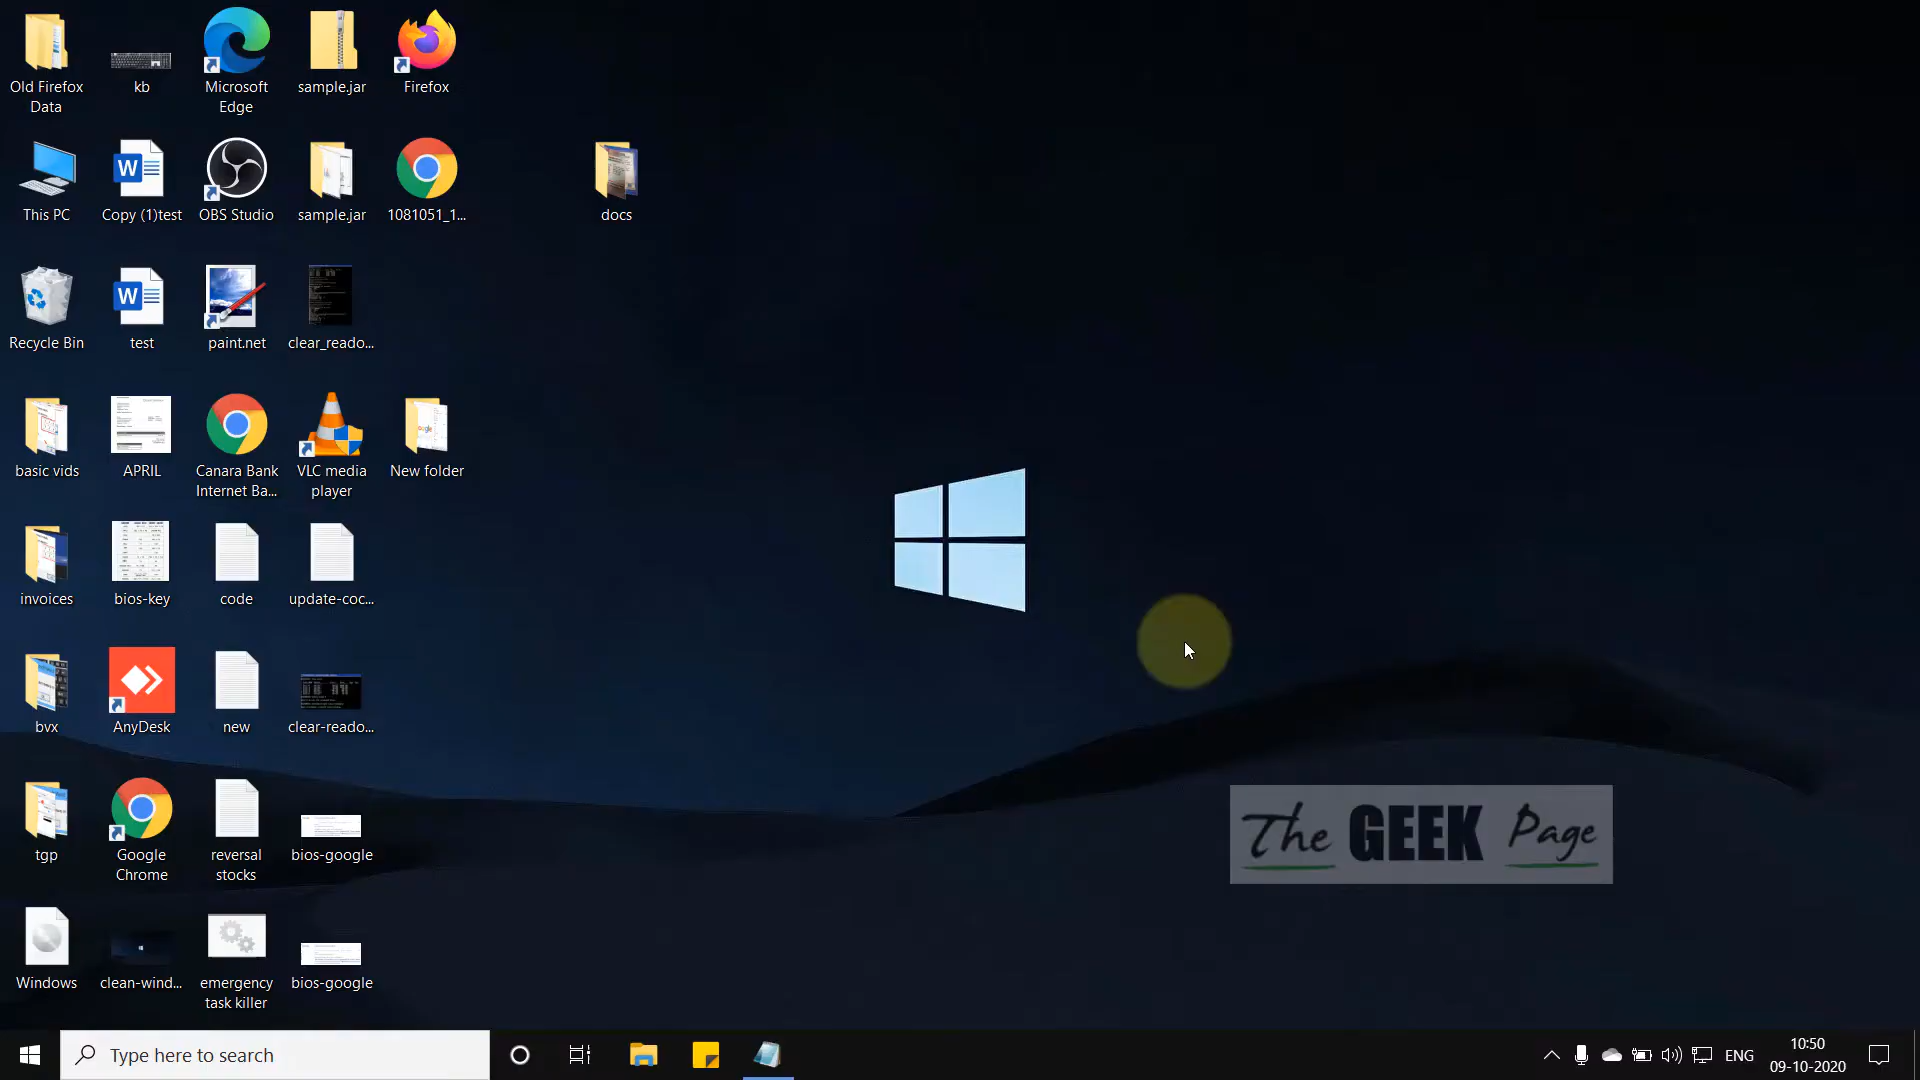 Old Firefox
Data
kb
Microsoft
Edge
sample.jar
Firefox
This PC
Copy (1)test
OBS Studio
sample.jar
1081051_1...
docs
Recycle Bin
test
paint.net
clear_reado...
basic vids
APRIL
Canara Bank
Internet Ba...
VLC media
player
New folder
invoices
bios-key
code
update-coc...
bvx
AnyDesk
new
clear-reado...
tgp
Google
Chrome
reversal
stocks
bios-google
The GEEK Page
Windows
clean-wind...
emergency
task killer
bios-google
Type here to search
ENG
10:50
09-10-2020